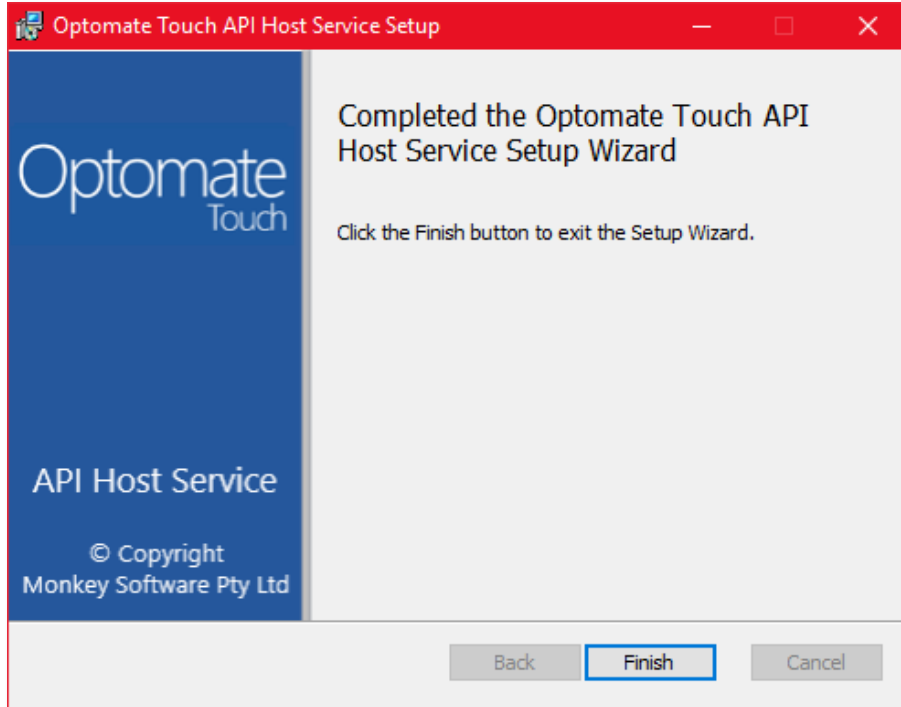 Optomate Touch API Host Service Setup
Optomate
Touch
Completed the Optomate Touch API
Host Service Setup Wizard
Click the Finish button to exit the Setup Wizard.
API Host Service
© Copyright
Monkey Software Pty Ltd
Back
Finish
Cancel